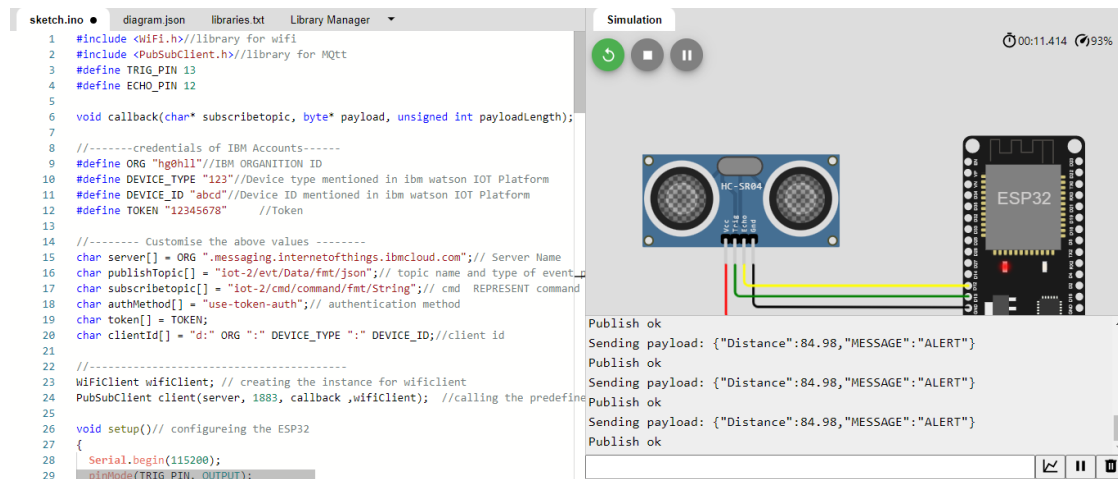 sketch.ino ● diagram.json libraries.txt Library Manager
1 #include <WiFi.h>//library for wifi
2 #include <PubSubClient.h>//library for MQtt
3 #define TRIG_PIN 13
4 #define ECHO_PIN 12
5
6 void callback(char* subscribetopic, byte* payload, unsigned int payloadLength);
7
8 //-------credentials of IBM Accounts------
9 #define ORG "hg0hll"//IBM ORGANITION ID
10 #define DEVICE_TYPE "123"//Device type mentioned in ibm watson IOT Platform
11 #define DEVICE_ID "abcd"//Device ID mentioned in ibm watson IOT Platform
12 #define TOKEN "12345678" //Token
13
14 //-------- Customise the above values --------
15 char server[] = ORG ".messaging.internetofthings.ibmcloud.com";// Server Name
16 char publishTopic[] = "iot-2/evt/Data/fmt/json";// topic name and type of event p
17 char subscribetopic[] = "iot-2/cmd/command/fmt/String";// cmd REPRESENT command
18 char authMethod[] = "use-token-auth";// authentication method
19 char token[] = TOKEN;
20 char clientId[] = "d:" ORG ":" DEVICE_TYPE ":" DEVICE_ID;//client id
21
22 //-----------------------------------------
23 WiFiClient wifiClient; // creating the instance for wificlient
24 PubSubClient client(server, 1883, callback ,wifiClient); //calling the predefine
25
26 void setup()// configureing the ESP32
27 {
28 Serial.begin(115200);
29 pinMode(TRIG_PIN, OUTPUT);
Simulation
00:11.414 93%
HC-SR04
Vcc
Trig
Echo
Gnd
ESP32
Publish ok
Sending payload: {"Distance":84.98,"MESSAGE":"ALERT"}
Publish ok
Sending payload: {"Distance":84.98,"MESSAGE":"ALERT"}
Publish ok
Sending payload: {"Distance":84.98,"MESSAGE":"ALERT"}
Publish ok